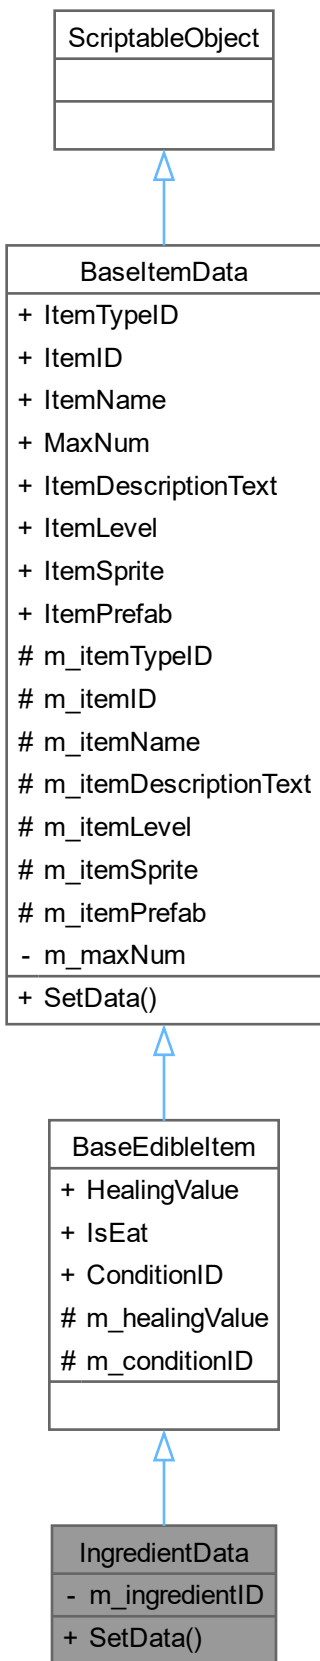 ScriptableObject
BaseItemData
+ ItemTypeID
+ ItemID
+ ItemName
+ MaxNum
+ ItemDescriptionText
+ ItemLevel
+ ItemSprite
+ ItemPrefab
# m_itemTypeID
# m_itemID
# m_itemName
# m_itemDescriptionText
# m_itemLevel
# m_itemSprite
# m_itemPrefab
- m_maxNum
+ SetData()
BaseEdibleItem
+ HealingValue
+ IsEat
+ ConditionID
# m_healingValue
# m_conditionID
IngredientData
- m_ingredientID
+ SetData()